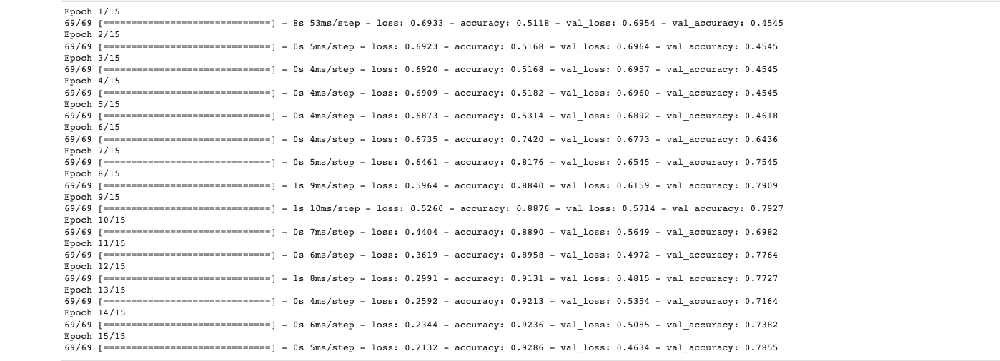 Epoch 1/15
69/69 [==============================] - 8s 53ms/step - loss: 0.6933 - accuracy: 0.5118 - val_loss: 0.6954 - val_accuracy: 0.4545
Epoch 2/15
69/69 [==============================] - 0s 5ms/step - loss: 0.6923 - accuracy: 0.5168 - val_loss: 0.6964 - val_accuracy: 0.4545
Epoch 3/15
69/69 [==============================] - 0s 4ms/step - loss: 0.6920 - accuracy: 0.5168 - val_loss: 0.6957 - val_accuracy: 0.4545
Epoch 4/15
69/69 [==============================] - 0s 4ms/step - loss: 0.6909 - accuracy: 0.5182 - val_loss: 0.6960 - val_accuracy: 0.4545
Epoch 5/15
69/69 [==============================] - 0s 4ms/step - loss: 0.6873 - accuracy: 0.5314 - val_loss: 0.6892 - val_accuracy: 0.4618
Epoch 6/15
69/69 [==============================] - 0s 4ms/step - loss: 0.6735 - accuracy: 0.7420 - val_loss: 0.6773 - val_accuracy: 0.6436
Epoch 7/15
69/69 [==============================] - 0s 5ms/step - loss: 0.6461 - accuracy: 0.8176 - val_loss: 0.6545 - val_accuracy: 0.7545
Epoch 8/15
69/69 [==============================] - 1s 9ms/step - loss: 0.5964 - accuracy: 0.8840 - val_loss: 0.6159 - val_accuracy: 0.7909
Epoch 9/15
69/69 [==============================] - 1s 10ms/step - loss: 0.5260 - accuracy: 0.8876 - val_loss: 0.5714 - val_accuracy: 0.7927
Epoch 10/15
69/69 [==============================] - 0s 7ms/step - loss: 0.4404 - accuracy: 0.8890 - val_loss: 0.5649 - val_accuracy: 0.6982
Epoch 11/15
69/69 [==============================] - 0s 6ms/step - loss: 0.3619 - accuracy: 0.8958 - val_loss: 0.4972 - val_accuracy: 0.7764
Epoch 12/15
69/69 [==============================] - 1s 8ms/step - loss: 0.2991 - accuracy: 0.9131 - val_loss: 0.4815 - val_accuracy: 0.7727
Epoch 13/15
69/69 [==============================] - 0s 4ms/step - loss: 0.2592 - accuracy: 0.9213 - val_loss: 0.5354 - val_accuracy: 0.7164
Epoch 14/15
69/69 [==============================] - 0s 6ms/step - loss: 0.2344 - accuracy: 0.9236 - val_loss: 0.5085 - val_accuracy: 0.7382
Epoch 15/15
69/69 [==============================] - 0s 5ms/step - loss: 0.2132 - accuracy: 0.9286 - val_loss: 0.4634 - val_accuracy: 0.7855